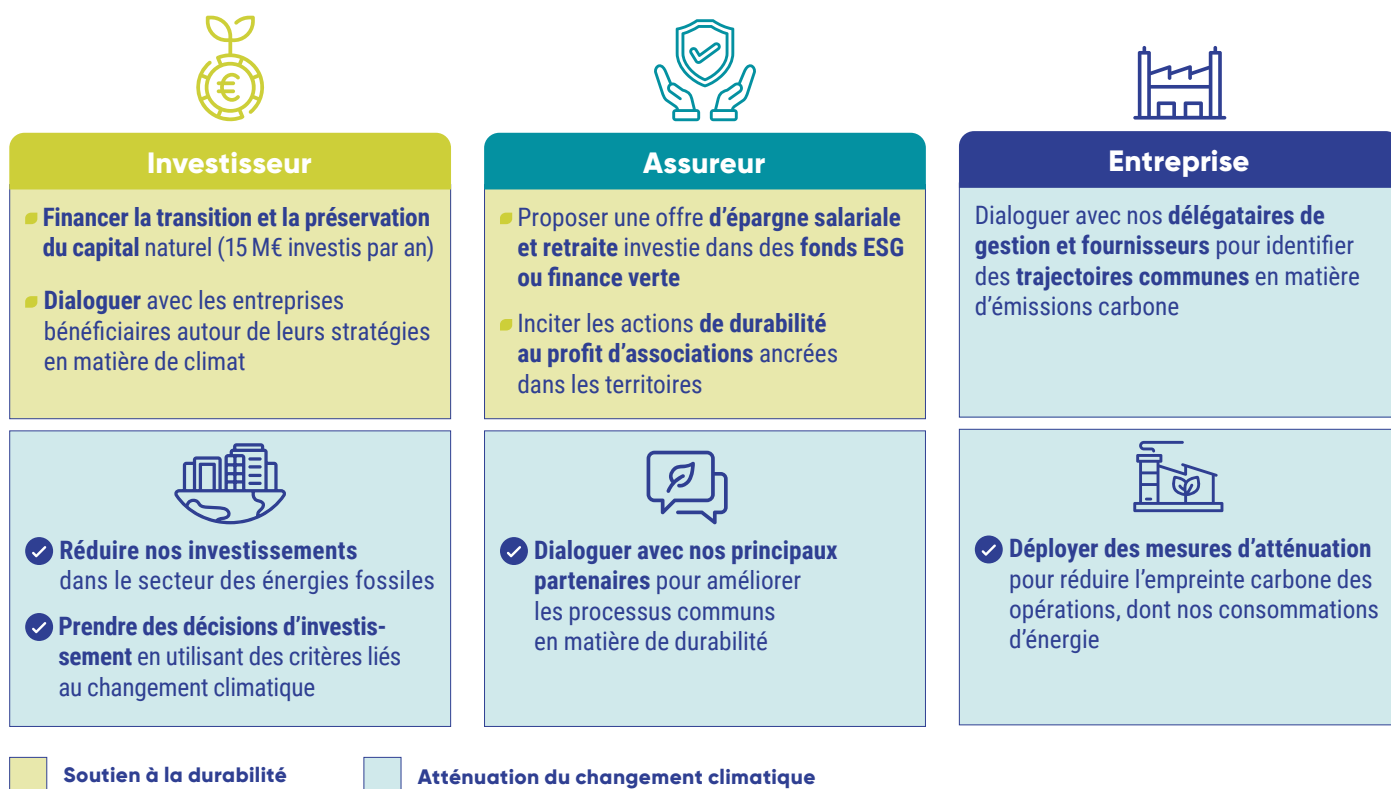 Investisseur
Financer la transition et la préservation
du capital naturel (15 M€ investis par an)
Dialoguer avec les entreprises
bénéficiaires autour de leurs stratégies
en matière de climat
Réduire nos investissements
dans le secteur des énergies fossiles
Prendre des décisions d'investis-
sement en utilisant des critères liés
au changement climatique
Assureur
Proposer une offre d'épargne salariale
et retraite investie dans des fonds ESG
ou finance verte
Inciter les actions de durabilité
au profit d'associations ancrées
dans les territoires
Dialoguer avec nos principaux
partenaires pour améliorer
les processus communs
en matière de durabilité
Entreprise
Dialoguer avec nos délégataires de
gestion et fournisseurs pour identifier
des trajectoires communes en matière
d'émissions carbone
Déployer des mesures d'atténuation
pour réduire l'empreinte carbone des
opérations, dont nos consommations
d'énergie
Soutien à la durabilité
Atténuation du changement climatique